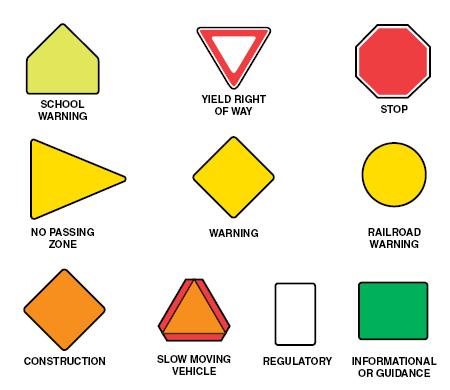 SCHOOL
WARNING
YIELD RIGHT
OF WAY
STOP
NO PASSING
ZONE
WARNING
RAILROAD
WARNING
CONSTRUCTION
SLOW MOVING
VEHICLE
REGULATORY
INFORMATIONAL
OR GUIDANCE